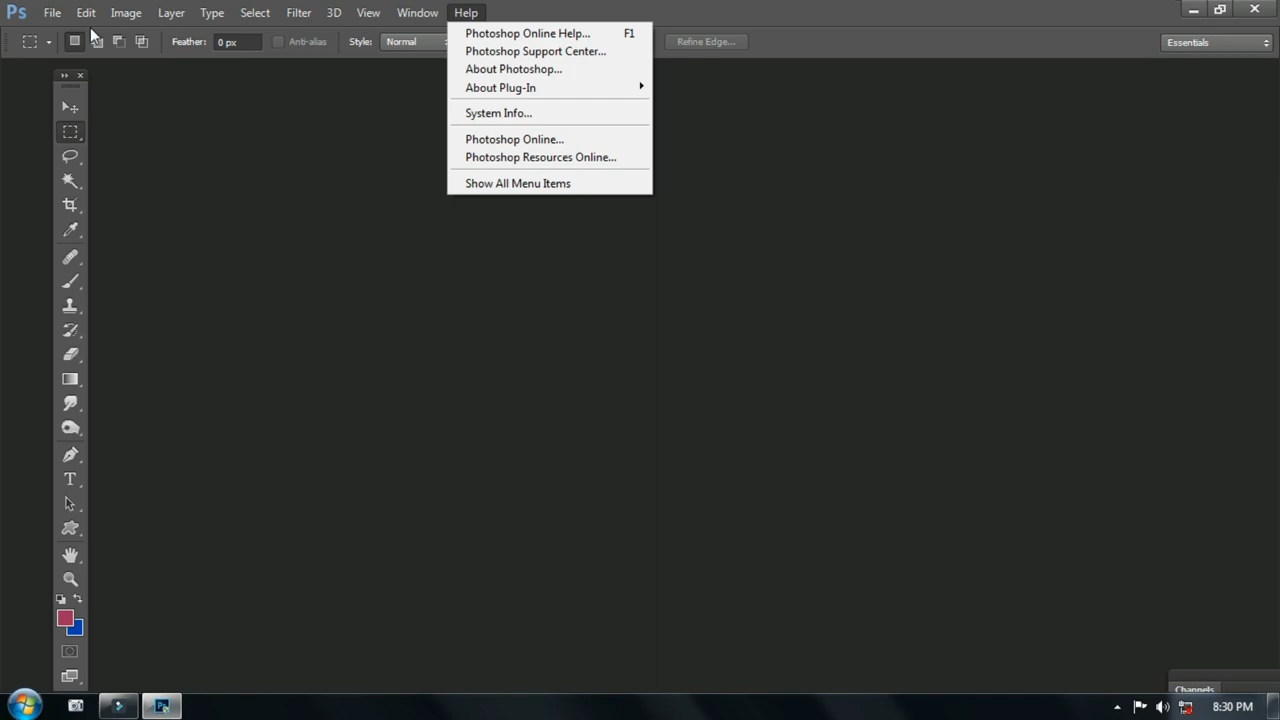 Ps File Edit Image Layer Type Select Filter 3D View Window Help
Feather: 0 px Anti-alias Style: Normal Refine Edge... Essentials
Photoshop Online Help... F1
Photoshop Support Center...
About Photoshop...
About Plug-In
System Info...
Photoshop Online...
Photoshop Resources Online...
Show All Menu Items
T
Channels
Ps 8:30 PM